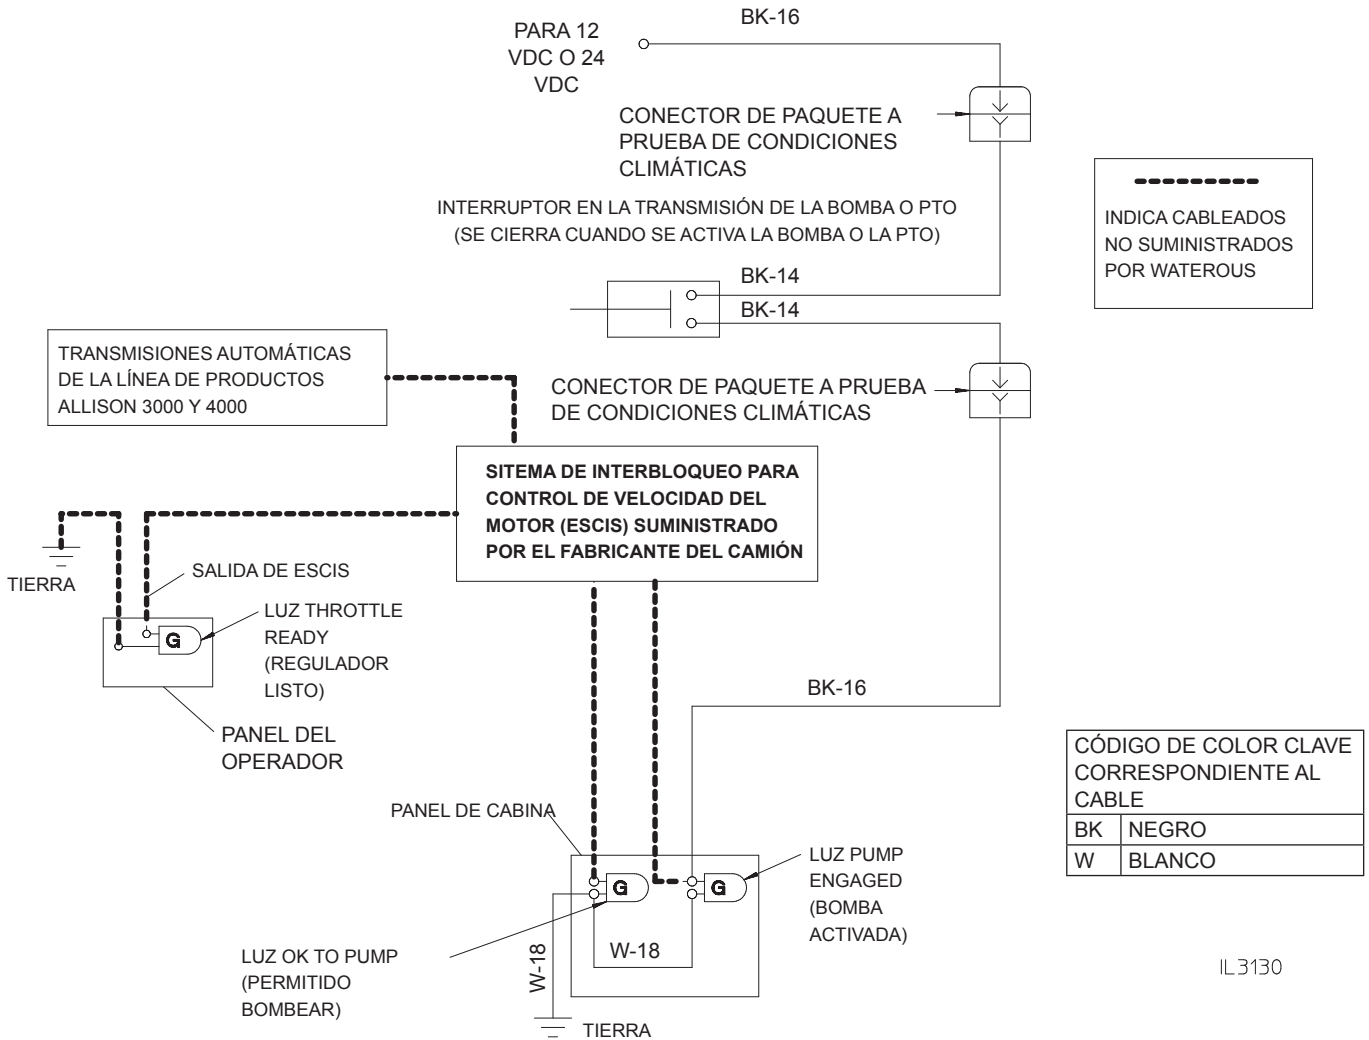 BK-16
PARA 12
VDC O 24
VDC
CONECTOR DE PAQUETE A
PRUEBA DE CONDICIONES
CLIMÁTICAS
INDICA CABLEADOS
NO SUMINISTRADOS
POR WATEROUS
INTERRUPTOR EN LA TRANSMISIÓN DE LA BOMBA O PTO
(SE CIERRA CUANDO SE ACTIVA LA BOMBA O LA PTO)
BK-14
BK-14
TRANSMISIONES AUTOMÁTICAS
DE LA LÍNEA DE PRODUCTOS
ALLISON 3000 Y 4000
CONECTOR DE PAQUETE A PRUEBA
DE CONDICIONES CLIMÁTICAS
SITEMA DE INTERBLOQUEO PARA
CONTROL DE VELOCIDAD DEL
MOTOR (ESCIS) SUMINISTRADO
POR EL FABRICANTE DEL CAMIÓN
TIERRA
SALIDA DE ESCIS
LUZ THROTTLE
READY
(REGULADOR
LISTO)
G
PANEL DEL
OPERADOR
BK-16
CÓDIGO DE COLOR CLAVE
CORRESPONDIENTE AL
CABLE
BK NEGRO
W BLANCO
PANEL DE CABINA
LUZ PUMP
ENGAGED
(BOMBA
ACTIVADA)
G
G
W-18
W-18
LUZ OK TO PUMP
(PERMITIDO
BOMBEAR)
TIERRA
IL3130